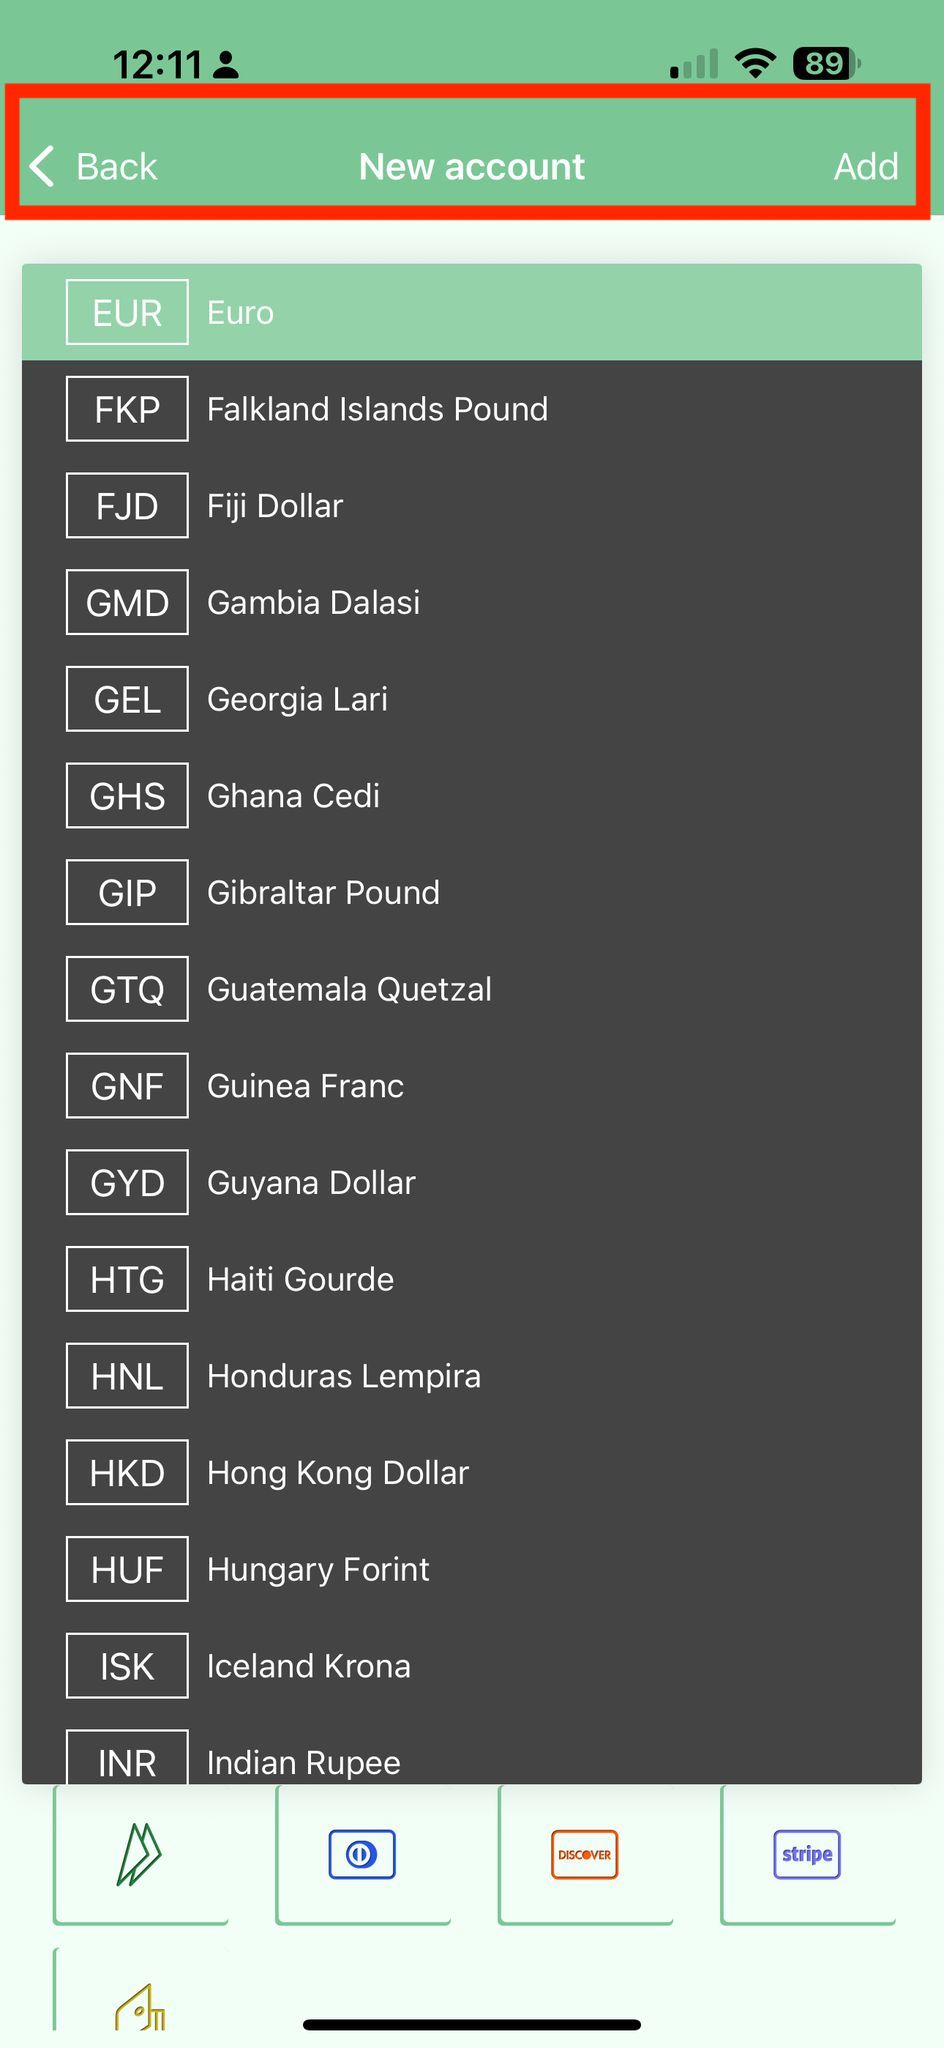 12:11
89
Back
New account
Add
EUR Euro
FKP Falkland Islands Pound
FJD Fiji Dollar
GMD Gambia Dalasi
GEL Georgia Lari
GHS Ghana Cedi
GIP Gibraltar Pound
GTQ Guatemala Quetzal
GNF Guinea Franc
GYD Guyana Dollar
HTG Haiti Gourde
HNL Honduras Lempira
HKD Hong Kong Dollar
HUF Hungary Forint
ISK Iceland Krona
INR Indian Rupee
DISCOVER
stripe